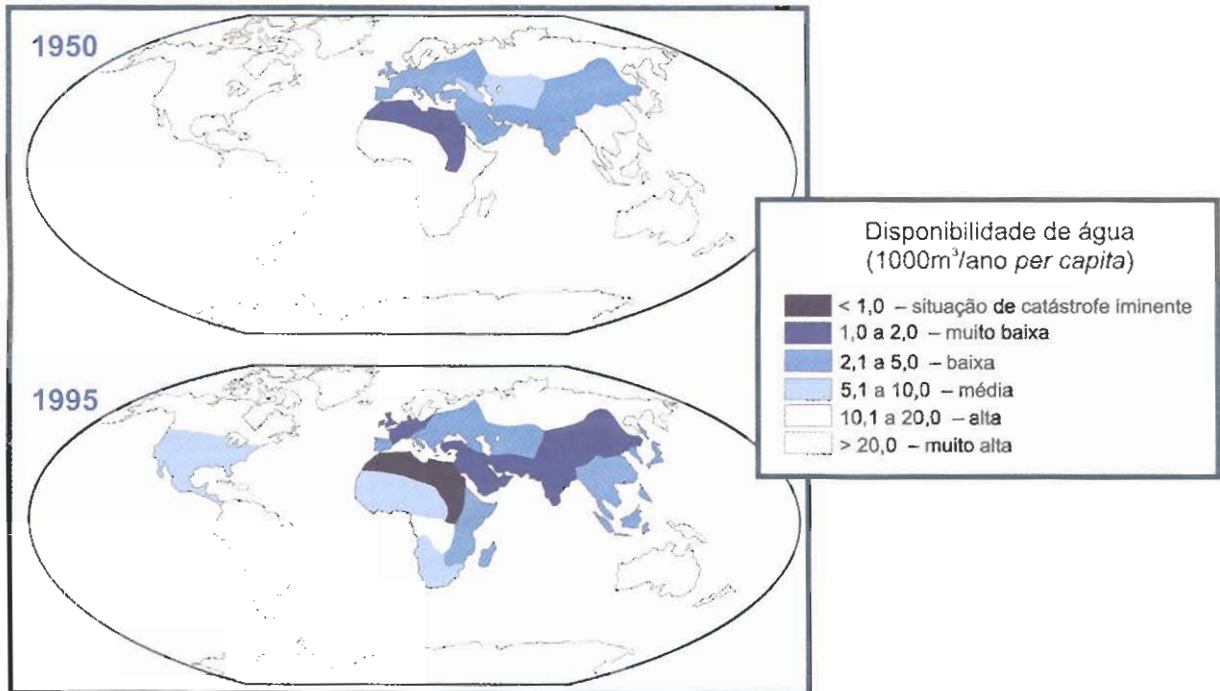 1950
1995
Disponibilidade de água
(1000m³/ano per capita)
< 1,0 – situação de catástrofe iminente
1,0 a 2,0 – muito baixa
2,1 a 5,0 – baixa
5,1 a 10,0 – média
10,1 a 20,0 – alta
> 20,0 – muito alta